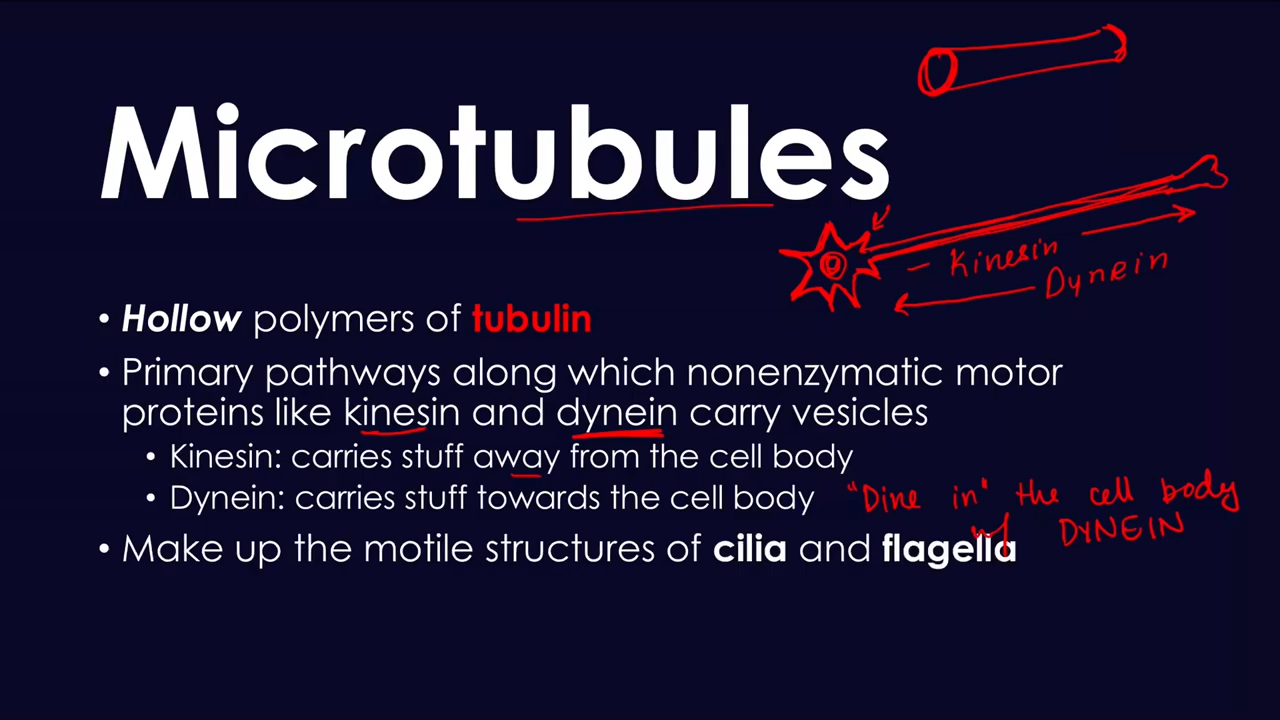 Microtubules
- Kinesin
Dynein
• Hollow polymers of tubulin
• Primary pathways along which nonenzymatic motor
proteins like kinesin and dynein carry vesicles
• Kinesin: carries stuff away from the cell body
• Dynein: carries stuff towards the cell body
"Dine in" the cell body
w/ DYNEIN
• Make up the motile structures of cilia and flagella